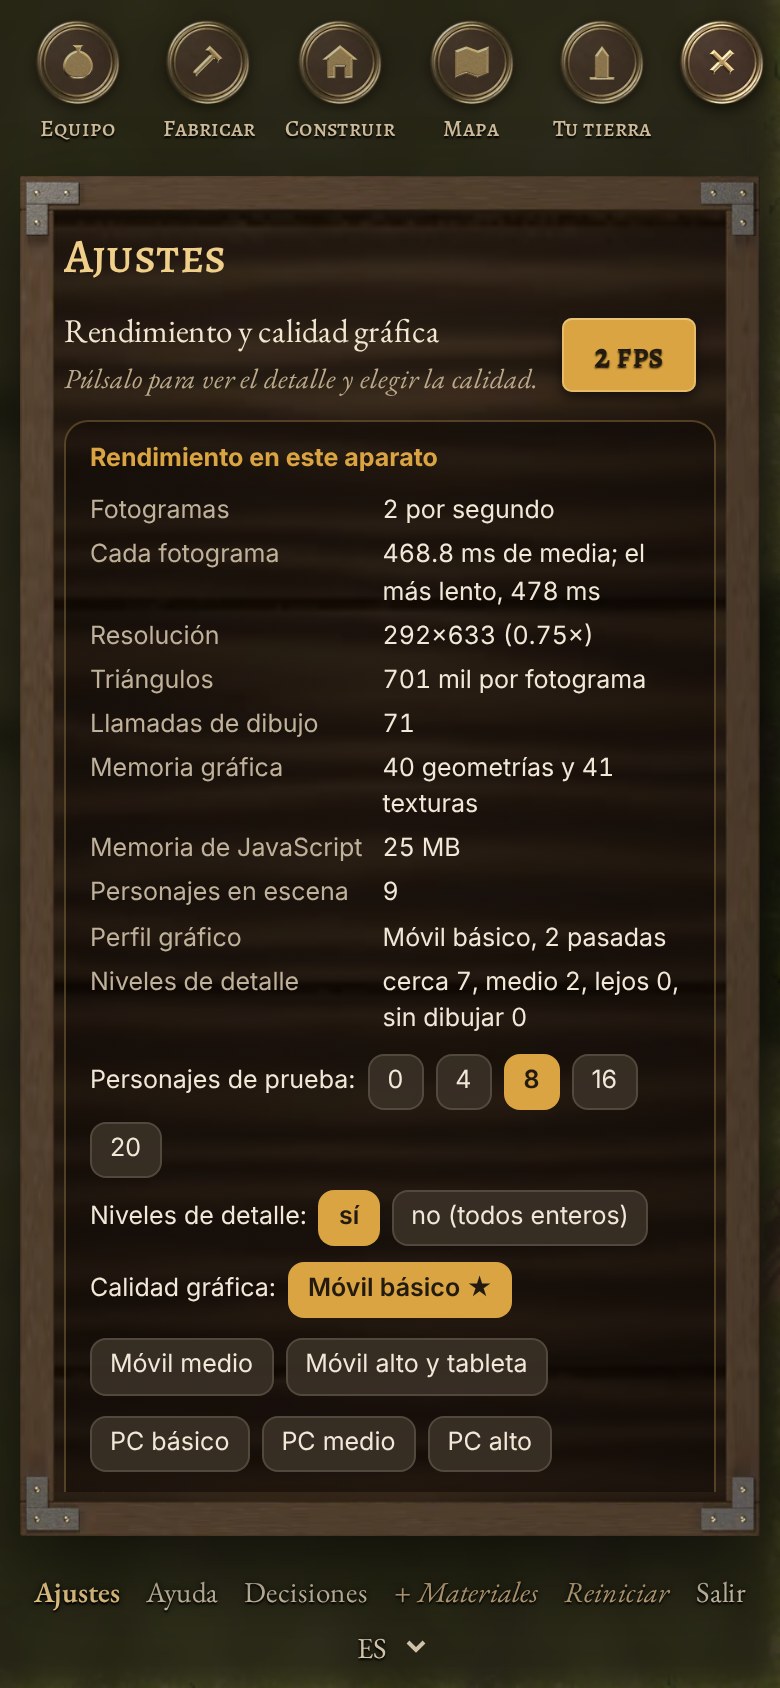 Equipo
Fabricar
Construir
Mapa
Tu tierra
Ajustes
Rendimiento y calidad gráfica
Púlsalo para ver el detalle y elegir la calidad.
2 FPS
Rendimiento en este aparato
Fotogramas 2 por segundo
Cada fotograma 468.8 ms de media; el
más lento, 478 ms
Resolución 292×633 (0.75×)
Triángulos 701 mil por fotograma
Llamadas de dibujo 71
Memoria gráfica 40 geometrías y 41
texturas
Memoria de JavaScript 25 MB
Personajes en escena 9
Perfil gráfico Móvil básico, 2 pasadas
Niveles de detalle cerca 7, medio 2, lejos 0,
sin dibujar 0
Personajes de prueba: 0 4 8 16
20
Niveles de detalle: sí no (todos enteros)
Calidad gráfica: Móvil básico ★
Móvil medio Móvil alto y tableta
PC básico PC medio PC alto
Ajustes Ayuda Decisiones + Materiales Reiniciar Salir
ES